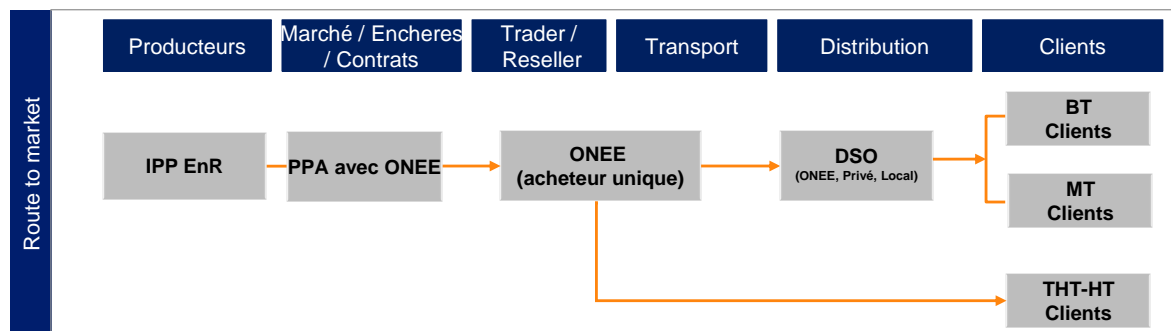 Route to market
Producteurs
Marché / Encheres
/ Contrats
Trader /
Reseller
Transport
Distribution
Clients
IPP EnR
PPA avec ONEE
ONEE
(acheteur unique)
DSO
(ONEE, Privé, Local)
BT
Clients
MT
Clients
THT-HT
Clients